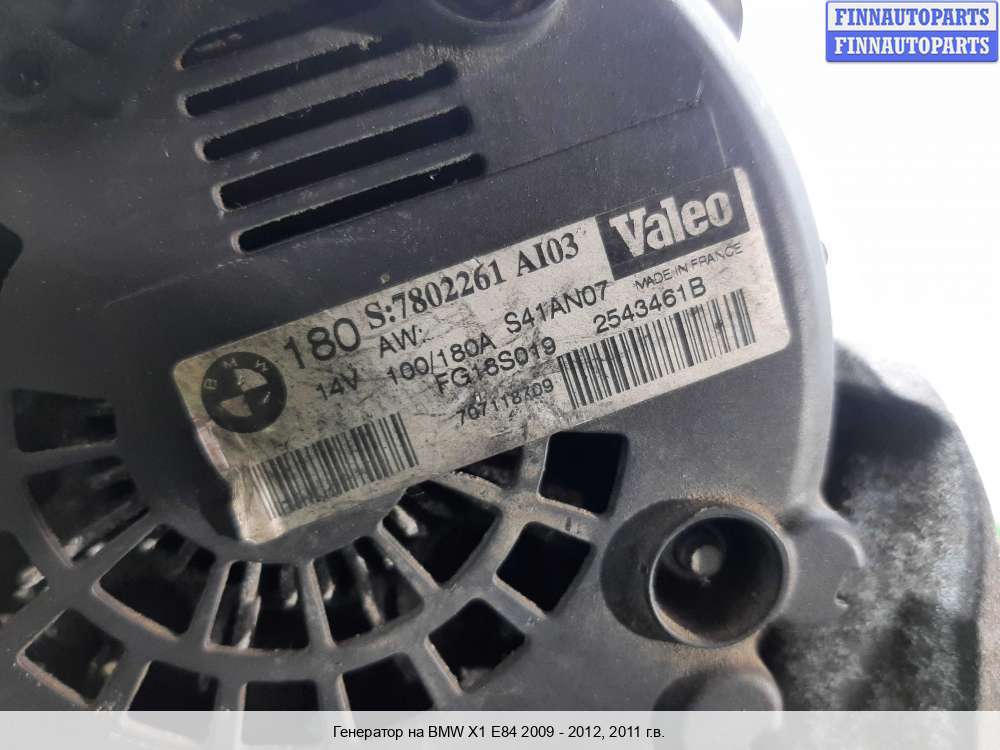 FINNAUTOPARTS
FINNAUTOPARTS
Valeo
MADE IN FRANCE
180 S:7802261 AI03
AW:
14V 100/180A S41AN07
FG18S019 2543461B
BMW
Генератор на BMW X1 E84 2009 - 2012, 2011 г.в.